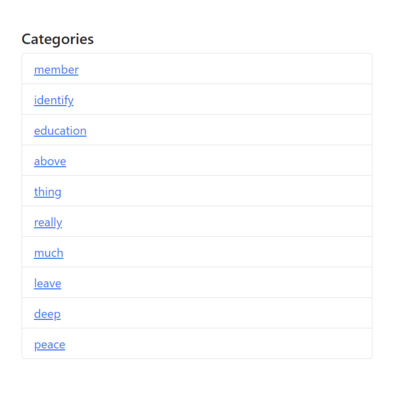 Categories
member
identify
education
above
thing
really
much
leave
deep
peace